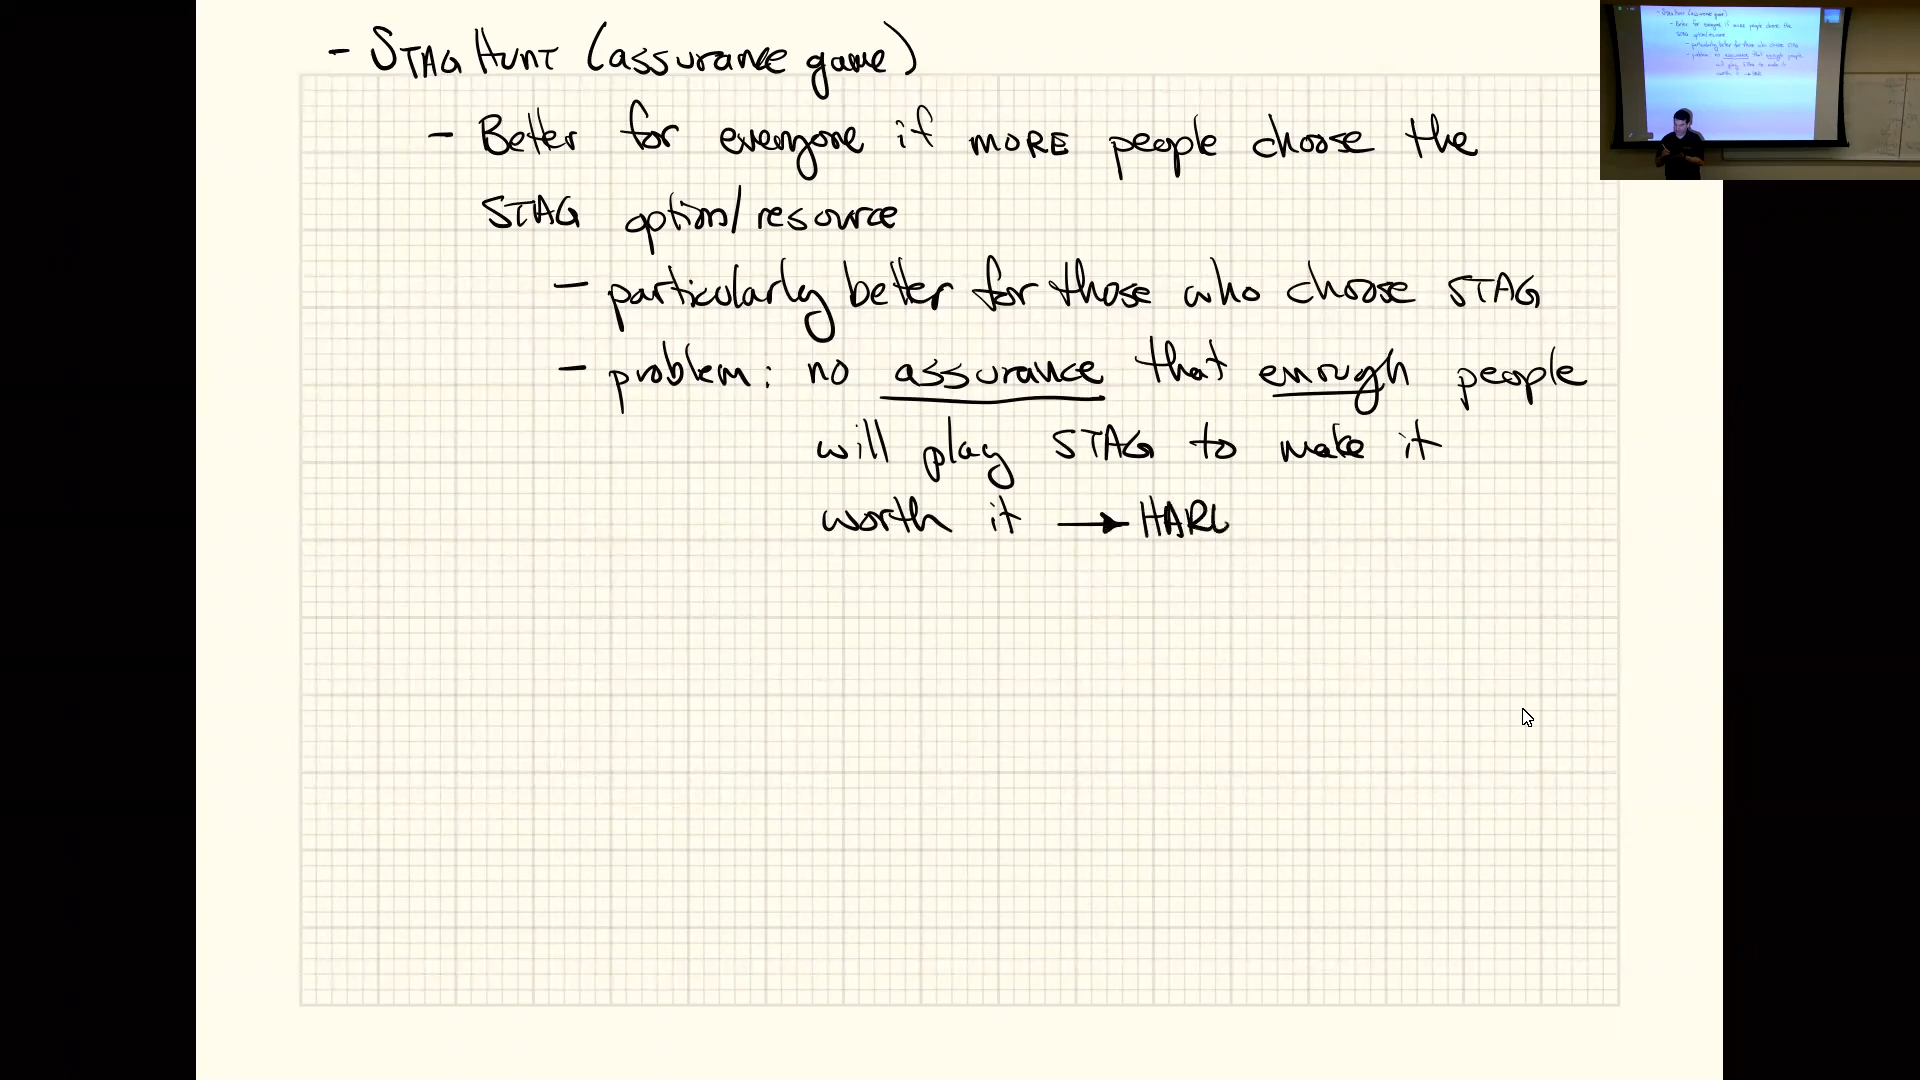 - STAG HUNT (assurance game)
- Better for everyone if MORE people choose the
STAG option/resource
- particularly better for those who choose STAG
- problem: no assurance that enough people
will play STAG to make it
worth it → HARE